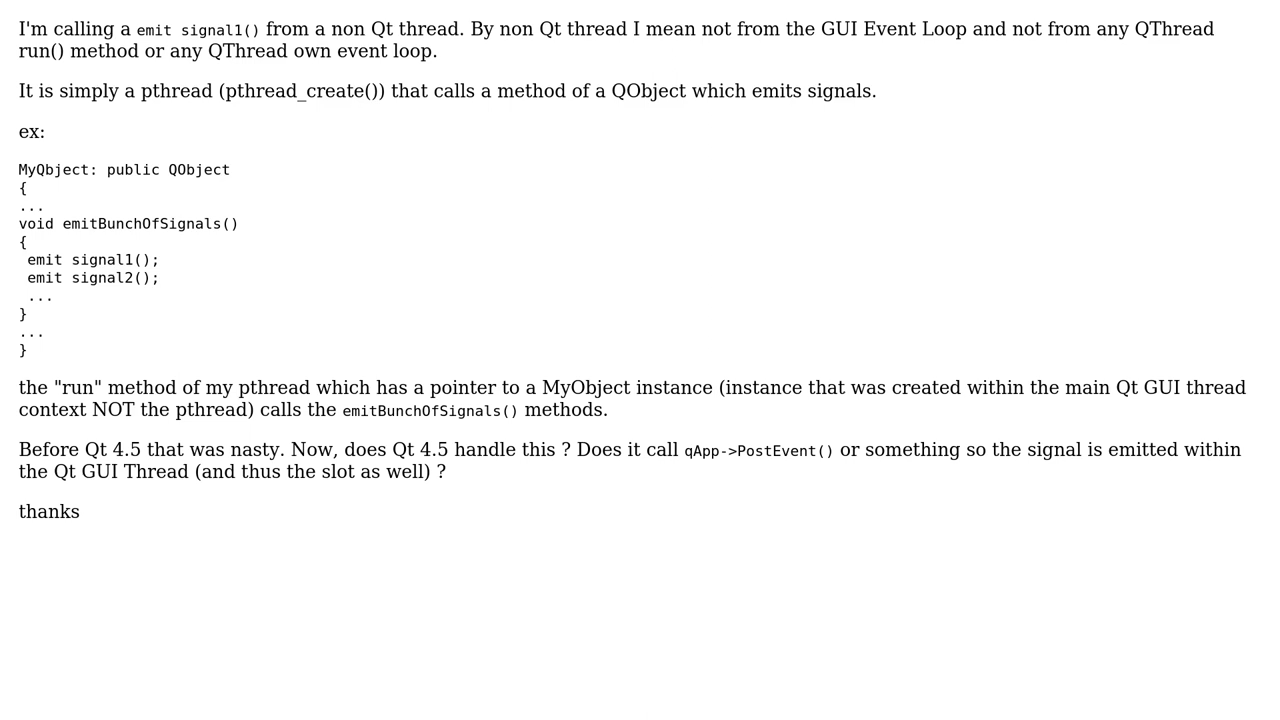 I'm calling a emit signal1() from a non Qt thread. By non Qt thread I mean not from the GUI Event Loop and not from any QThread
run() method or any QThread own event loop.
It is simply a pthread (pthread_create()) that calls a method of a QObject which emits signals.
ex:
MyQbject: public QObject
{
...
void emitBunchOfSignals()
{
 emit signal1();
 emit signal2();
 ...
}
...
}
the "run" method of my pthread which has a pointer to a MyObject instance (instance that was created within the main Qt GUI thread
context NOT the pthread) calls the emitBunchOfSignals() methods.
Before Qt 4.5 that was nasty. Now, does Qt 4.5 handle this ? Does it call qApp->PostEvent() or something so the signal is emitted within
the Qt GUI Thread (and thus the slot as well) ?
thanks